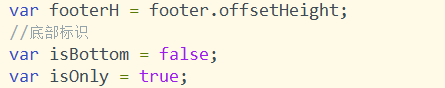 var footerH = footer.offsetHeight;
//底部标识
var isBottom = false;
var isOnly = true;